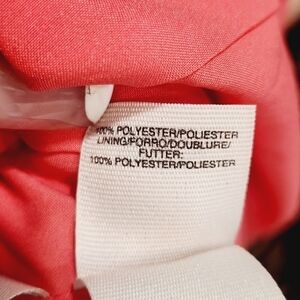 100% POLYESTER/POLIESTER
LINING/FORRO/DOUBLURE/
FUTTER:
100% POLYESTER/POLIESTER